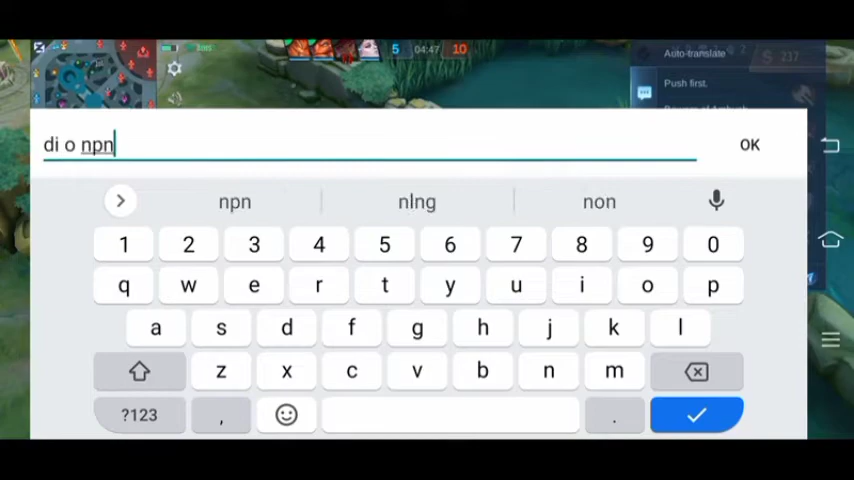 5 04:47 10
Auto-translate
237
Push first.
di o npn
OK
npn nlng non
1 2 3 4 5 6 7 8 9 0
q w e r t y u i o p
a s d f g h j k l
z x c v b n m
?123 , .